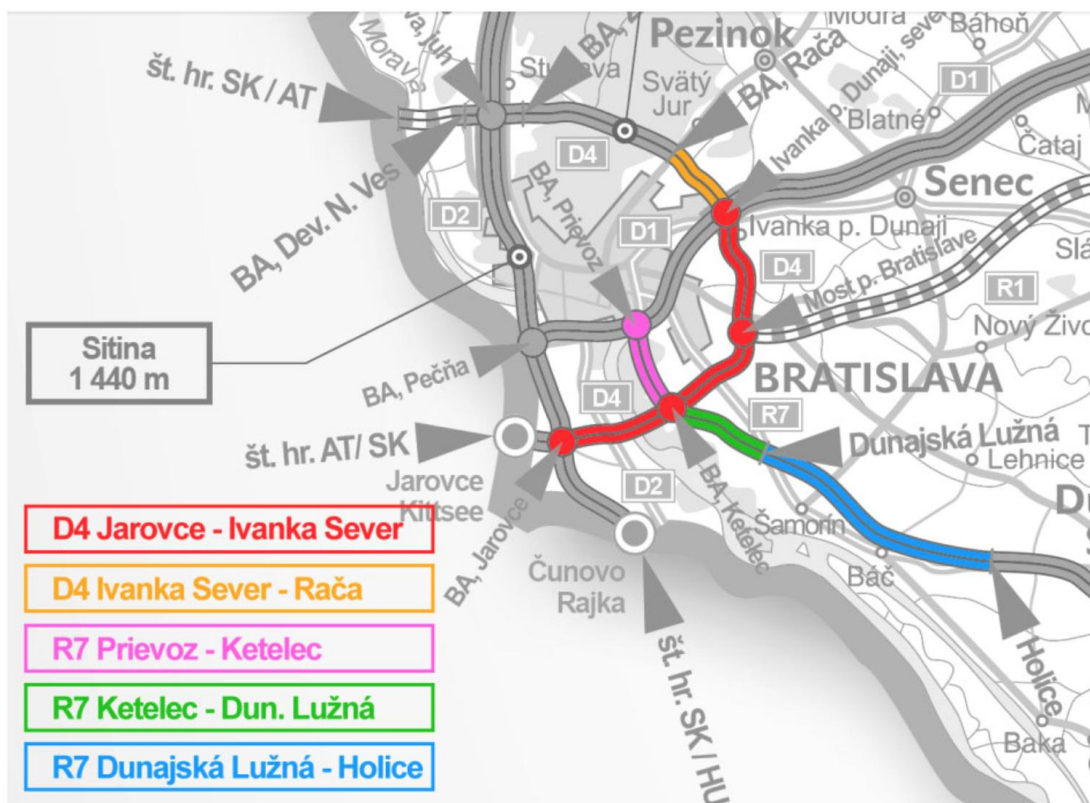 Modra
Báhoň
Pezinok
BA, Rača
Morava
Juh
št. hr. SK / AT
Stupava
Svätý
Jur
Ivanka p. Dunaji, sever
D1
Blatné
Čataj
D4
BA, Dev. N. Ves
BA, Prievoz
Senec
D2
D1
Ivanka p. Dunaji
D4
Most p. Bratislave
R1
Sitina
1 440 m
BA, Pečňa
BRATISLAVA
D4
R7
Dunajská Lužná
Lehnice
št. hr. AT/ SK
Jarovce
Kittsee
D2
BA, Ketelec
Šamorín
BA, Jarovce
Čunovo
Rajka
Báč
Holice
št. hr. SK / HU
Baka
D4 Jarovce - Ivanka Sever
D4 Ivanka Sever - Rača
R7 Prievoz - Ketelec
R7 Ketelec - Dun. Lužná
R7 Dunajská Lužná - Holice